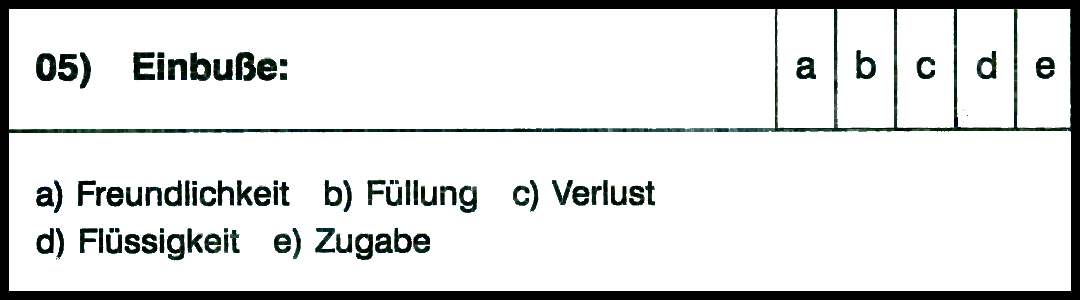 05) Einbuße: a b c d e
a) Freundlichkeit b) Füllung c) Verlust
d) Flüssigkeit e) Zugabe